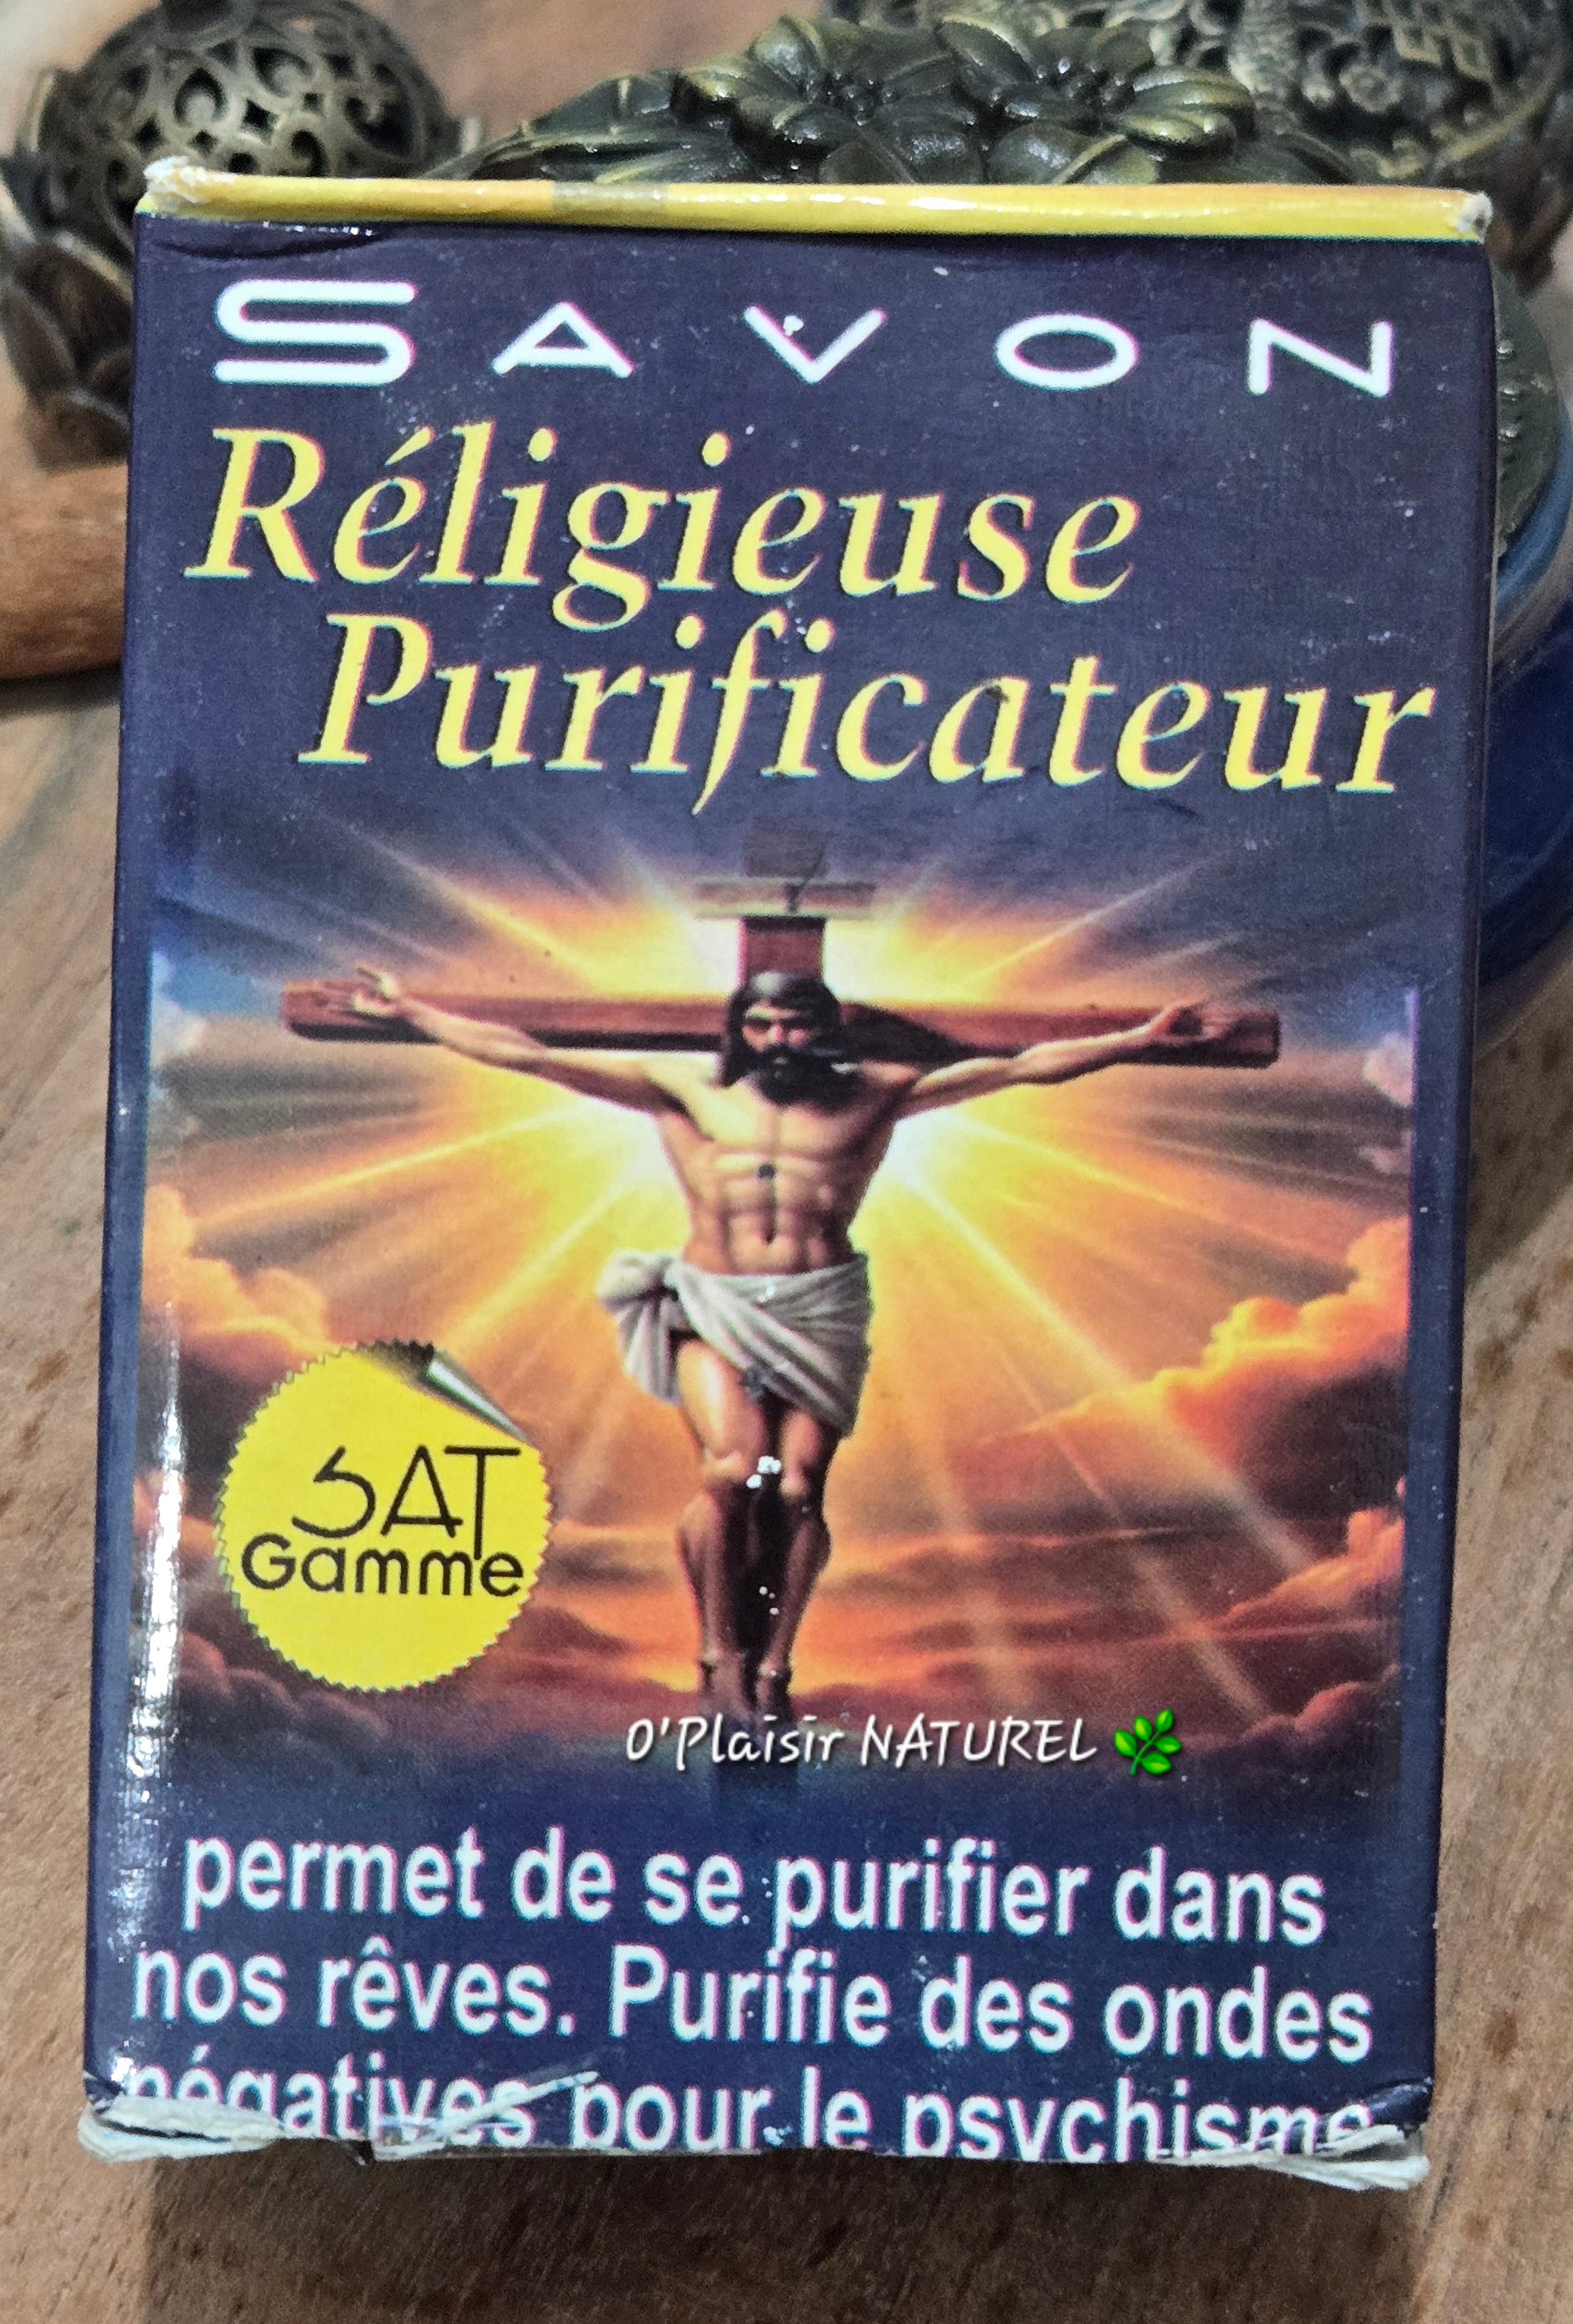 SAVON
Réligieuse
Purificateur
SAT
Gamme
O'Plaisir NATUREL
permet de se purifier dans
nos rêves. Purifie des ondes
négatives pour le psychisme